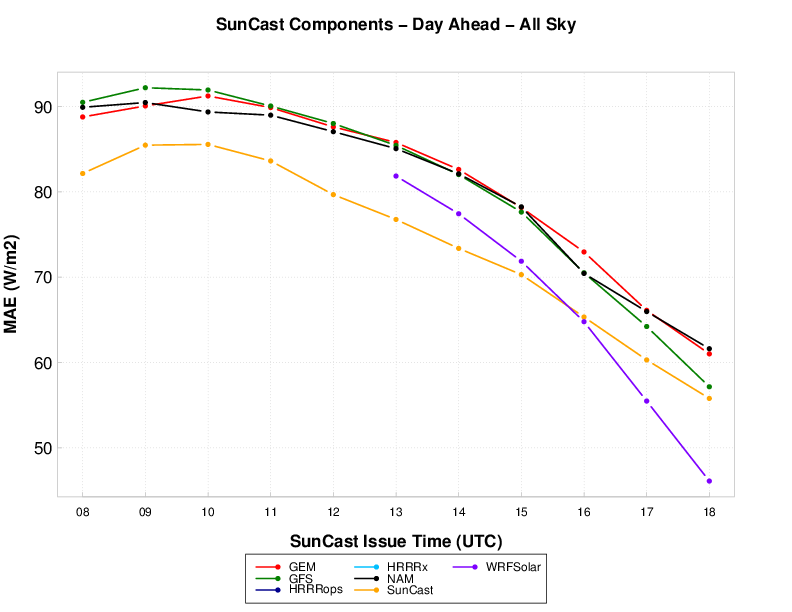 SunCast Components – Day Ahead – All Sky
MAE (W/m2)
90
80
70
60
50
08 09 10 11 12 13 14 15 16 17 18
SunCast Issue Time (UTC)
GEM HRRRx WRFSolar
GFS NAM
HRRRops SunCast